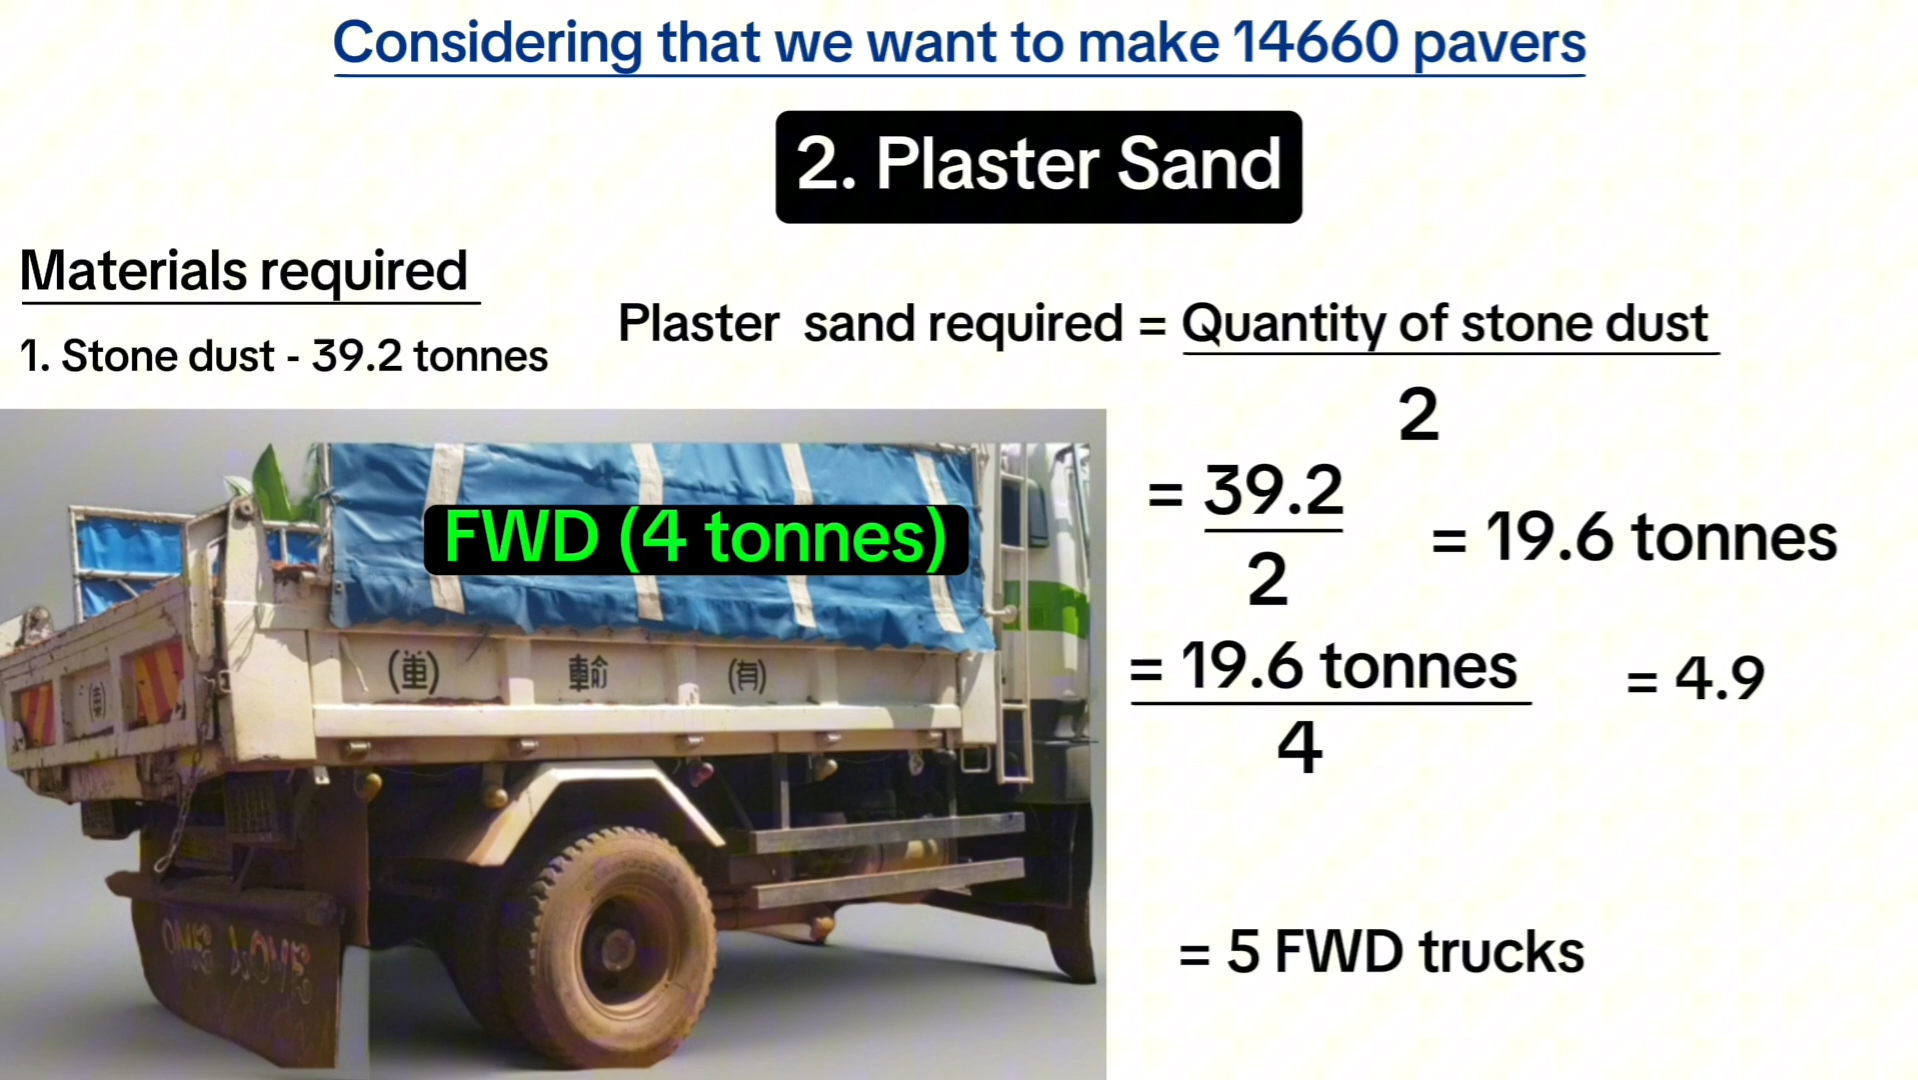 Considering that we want to make 14660 pavers
2. Plaster Sand
Materials required
1. Stone dust - 39.2 tonnes
Plaster sand required = Quantity of stone dust
2
= 39.2
2
= 19.6 tonnes
= 19.6 tonnes
4
= 4.9
= 5 FWD trucks
FWD (4 tonnes)
輸
(有)